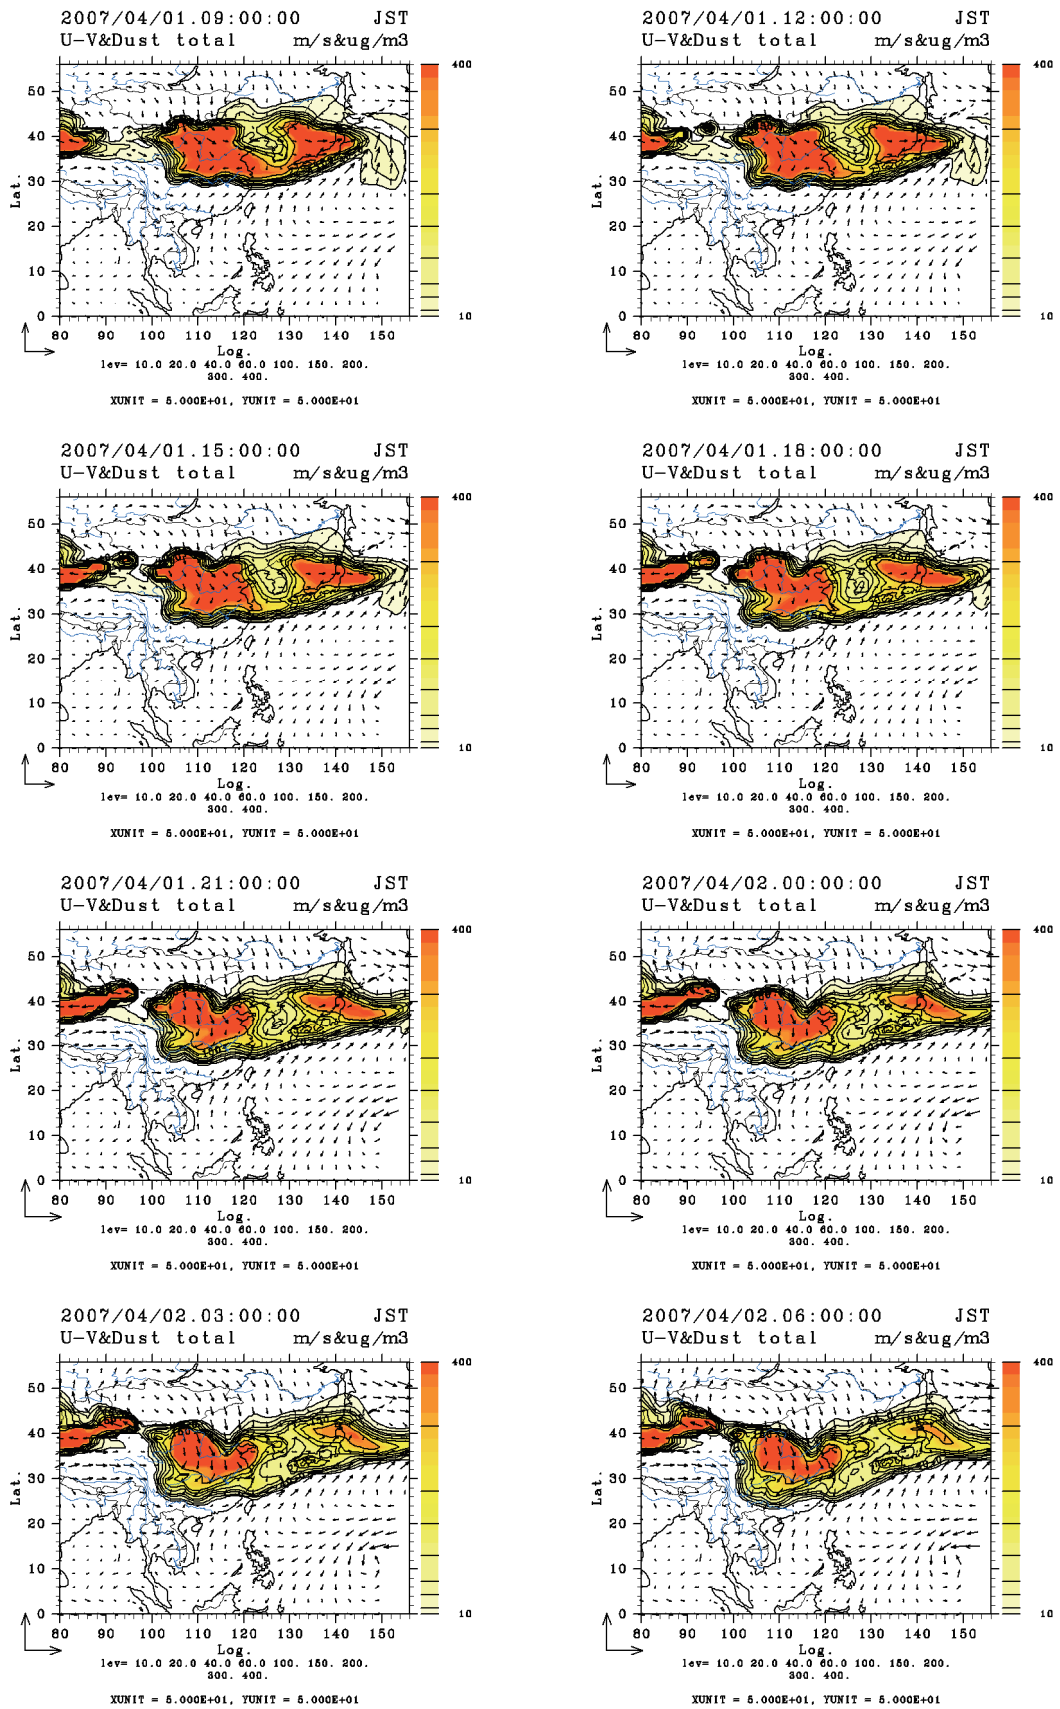 2007/04/01.09:00:00 JST
U-V&Dust total m/s&ug/m3
400
50
40
30
20
10
0
Lat.
10
80 90 100 110 120 130 140 150
Log.
lev= 10.0 20.0 40.0 60.0 100. 150. 200.
300. 400.
XUNIT = 5.000E+01, YUNIT = 5.000E+01
2007/04/01.12:00:00 JST
U-V&Dust total m/s&ug/m3
400
50
40
30
20
10
0
Lat.
10
80 90 100 110 120 130 140 150
Log.
lev= 10.0 20.0 40.0 60.0 100. 150. 200.
300. 400.
XUNIT = 5.000E+01, YUNIT = 5.000E+01
2007/04/01.15:00:00 JST
U-V&Dust total m/s&ug/m3
400
50
40
30
20
10
0
Lat.
10
80 90 100 110 120 130 140 150
Log.
lev= 10.0 20.0 40.0 60.0 100. 150. 200.
300. 400.
XUNIT = 5.000E+01, YUNIT = 5.000E+01
2007/04/01.18:00:00 JST
U-V&Dust total m/s&ug/m3
400
50
40
30
20
10
0
Lat.
10
80 90 100 110 120 130 140 150
Log.
lev= 10.0 20.0 40.0 60.0 100. 150. 200.
300. 400.
XUNIT = 5.000E+01, YUNIT = 5.000E+01
2007/04/01.21:00:00 JST
U-V&Dust total m/s&ug/m3
400
50
40
30
20
10
0
Lat.
10
80 90 100 110 120 130 140 150
Log.
lev= 10.0 20.0 40.0 60.0 100. 150. 200.
300. 400.
XUNIT = 5.000E+01, YUNIT = 5.000E+01
2007/04/02.00:00:00 JST
U-V&Dust total m/s&ug/m3
400
50
40
30
20
10
0
Lat.
10
80 90 100 110 120 130 140 150
Log.
lev= 10.0 20.0 40.0 60.0 100. 150. 200.
300. 400.
XUNIT = 5.000E+01, YUNIT = 5.000E+01
2007/04/02.03:00:00 JST
U-V&Dust total m/s&ug/m3
400
50
40
30
20
10
0
Lat.
10
80 90 100 110 120 130 140 150
Log.
lev= 10.0 20.0 40.0 60.0 100. 150. 200.
300. 400.
XUNIT = 5.000E+01, YUNIT = 5.000E+01
2007/04/02.06:00:00 JST
U-V&Dust total m/s&ug/m3
400
50
40
30
20
10
0
Lat.
10
80 90 100 110 120 130 140 150
Log.
lev= 10.0 20.0 40.0 60.0 100. 150. 200.
300. 400.
XUNIT = 5.000E+01, YUNIT = 5.000E+01